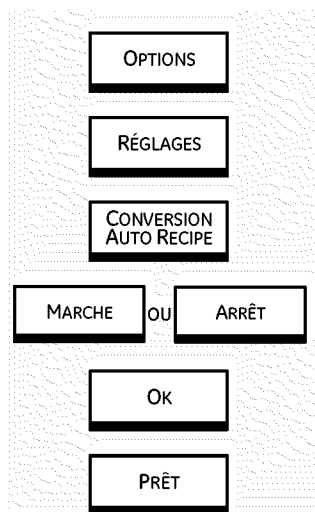 OPTIONS
RÉGLAGES
CONVERSION
AUTO RECIPE
MARCHE OU ARRÊT
OK
PRÊT